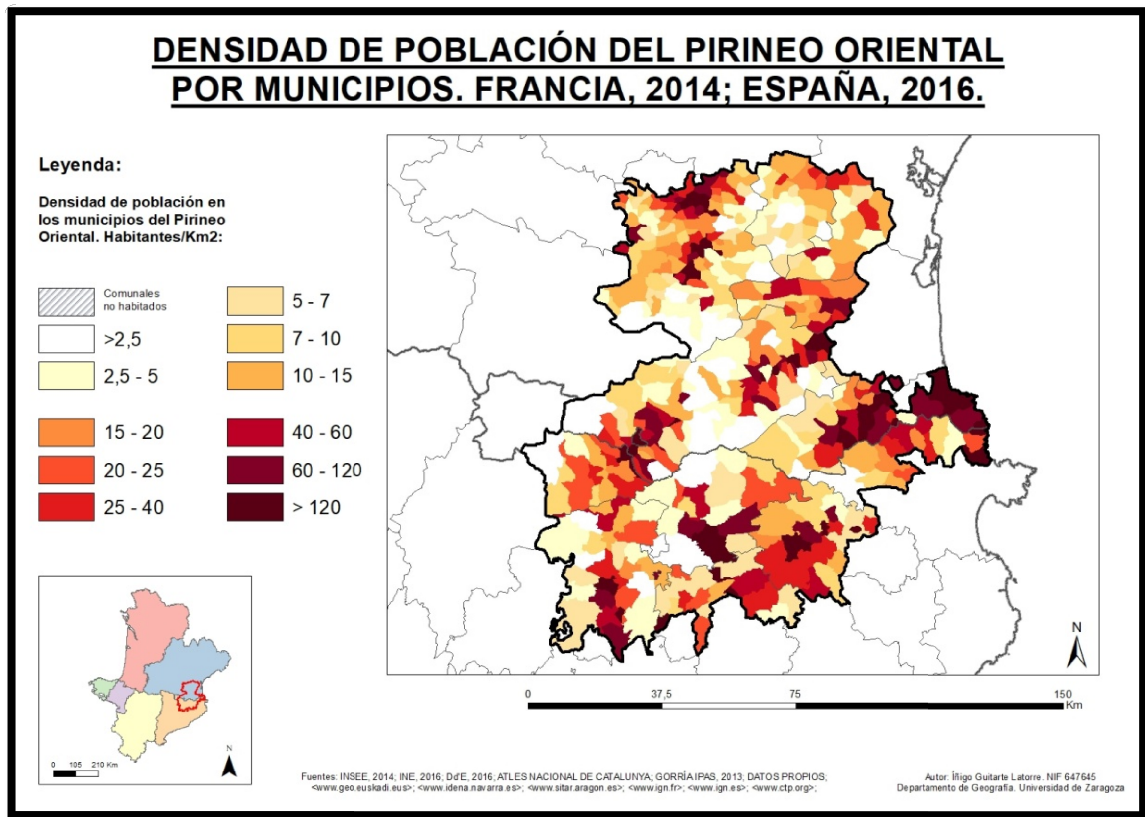 DENSIDAD DE POBLACIÓN DEL PIRINEO ORIENTAL
POR MUNICIPIOS. FRANCIA, 2014; ESPAÑA, 2016.
Leyenda:
Densidad de población en
los municipios del Pirineo
Oriental. Habitantes/Km2:
Comunales
no habitados
>2,5
2,5 - 5
5 - 7
7 - 10
10 - 15
15 - 20
20 - 25
25 - 40
40 - 60
60 - 120
> 120
N
0 37,5 75 150
Km
N
0 105 210 Km
Fuentes: INSEE, 2014; INE, 2016; Dd'E, 2016; ATLES NACIONAL DE CATALUNYA; GORRÍA IPAS, 2013; DATOS PROPIOS;
<www.geo.euskadi.eus>; <www.idena.navarra.es>; <www.sitar.aragon.es>; <www.ign.fr>; <www.ign.es>; <www.ctp.org>;
Autor: Íñigo Guitarte Latorre. NIF 647645
Departamento de Geografía. Universidad de Zaragoza